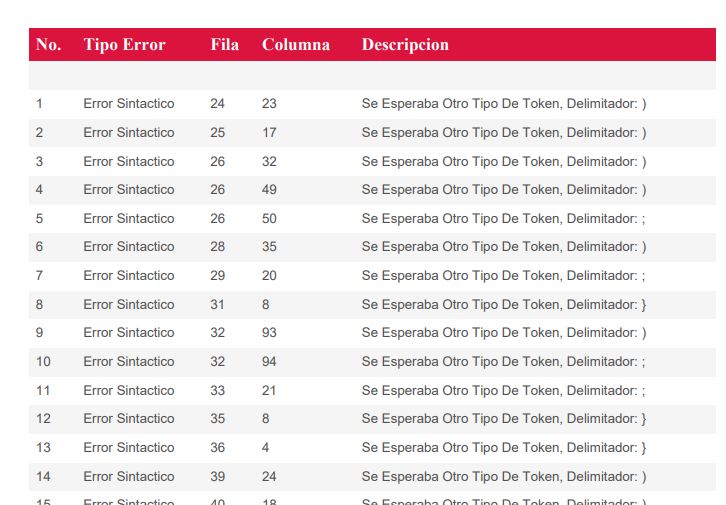 No. Tipo Error Fila Columna Descripcion
1 Error Sintactico 24 23 Se Esperaba Otro Tipo De Token, Delimitador: )
2 Error Sintactico 25 17 Se Esperaba Otro Tipo De Token, Delimitador: )
3 Error Sintactico 26 32 Se Esperaba Otro Tipo De Token, Delimitador: )
4 Error Sintactico 26 49 Se Esperaba Otro Tipo De Token, Delimitador: )
5 Error Sintactico 26 50 Se Esperaba Otro Tipo De Token, Delimitador: ;
6 Error Sintactico 28 35 Se Esperaba Otro Tipo De Token, Delimitador: )
7 Error Sintactico 29 20 Se Esperaba Otro Tipo De Token, Delimitador: ;
8 Error Sintactico 31 8 Se Esperaba Otro Tipo De Token, Delimitador: }
9 Error Sintactico 32 93 Se Esperaba Otro Tipo De Token, Delimitador: )
10 Error Sintactico 32 94 Se Esperaba Otro Tipo De Token, Delimitador: ;
11 Error Sintactico 33 21 Se Esperaba Otro Tipo De Token, Delimitador: ;
12 Error Sintactico 35 8 Se Esperaba Otro Tipo De Token, Delimitador: }
13 Error Sintactico 36 4 Se Esperaba Otro Tipo De Token, Delimitador: }
14 Error Sintactico 39 24 Se Esperaba Otro Tipo De Token, Delimitador: )
15 Error Sintactico 40 18 Se Esperaba Otro Tipo De Token, Delimitador: )